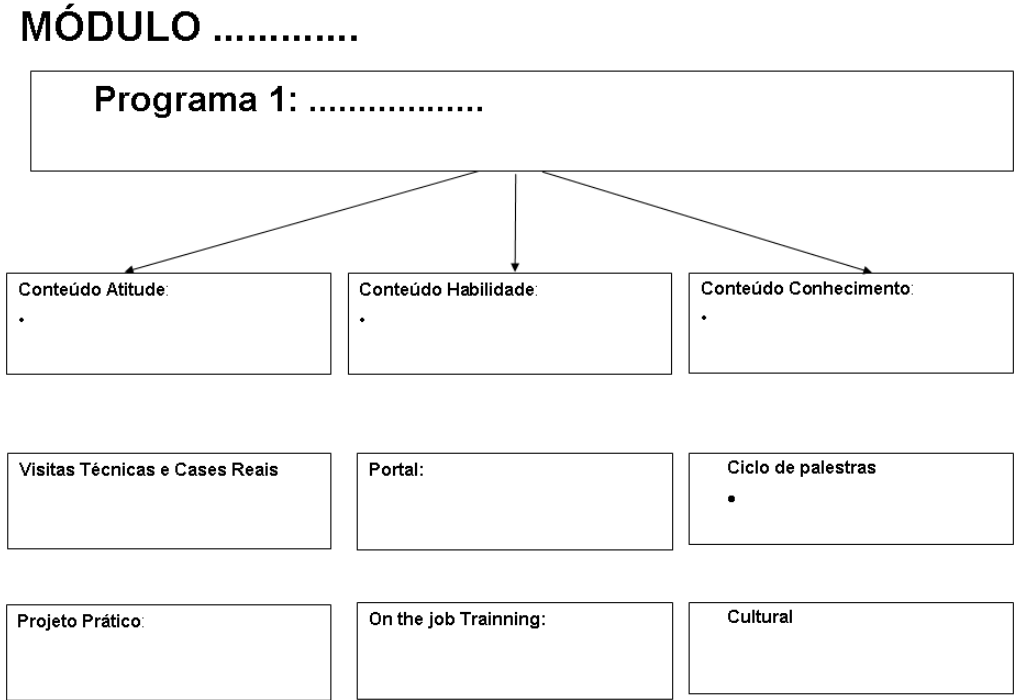 MÓDULO .............
Programa 1: ..................
Conteúdo Atitude:
•
Conteúdo Habilidade:
•
Conteúdo Conhecimento:
•
Visitas Técnicas e Cases Reais
Portal:
Ciclo de palestras
•
Projeto Prático:
On the job Trainning:
Cultural